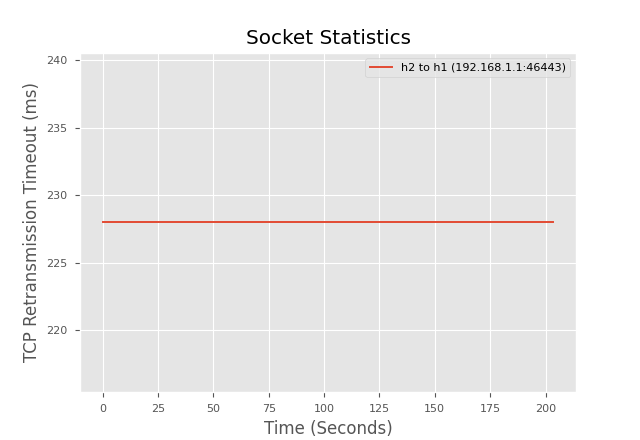 Socket Statistics
h2 to h1 (192.168.1.1:46443)
TCP Retransmission Timeout (ms)
240
235
230
225
220
0 25 50 75 100 125 150 175 200
Time (Seconds)